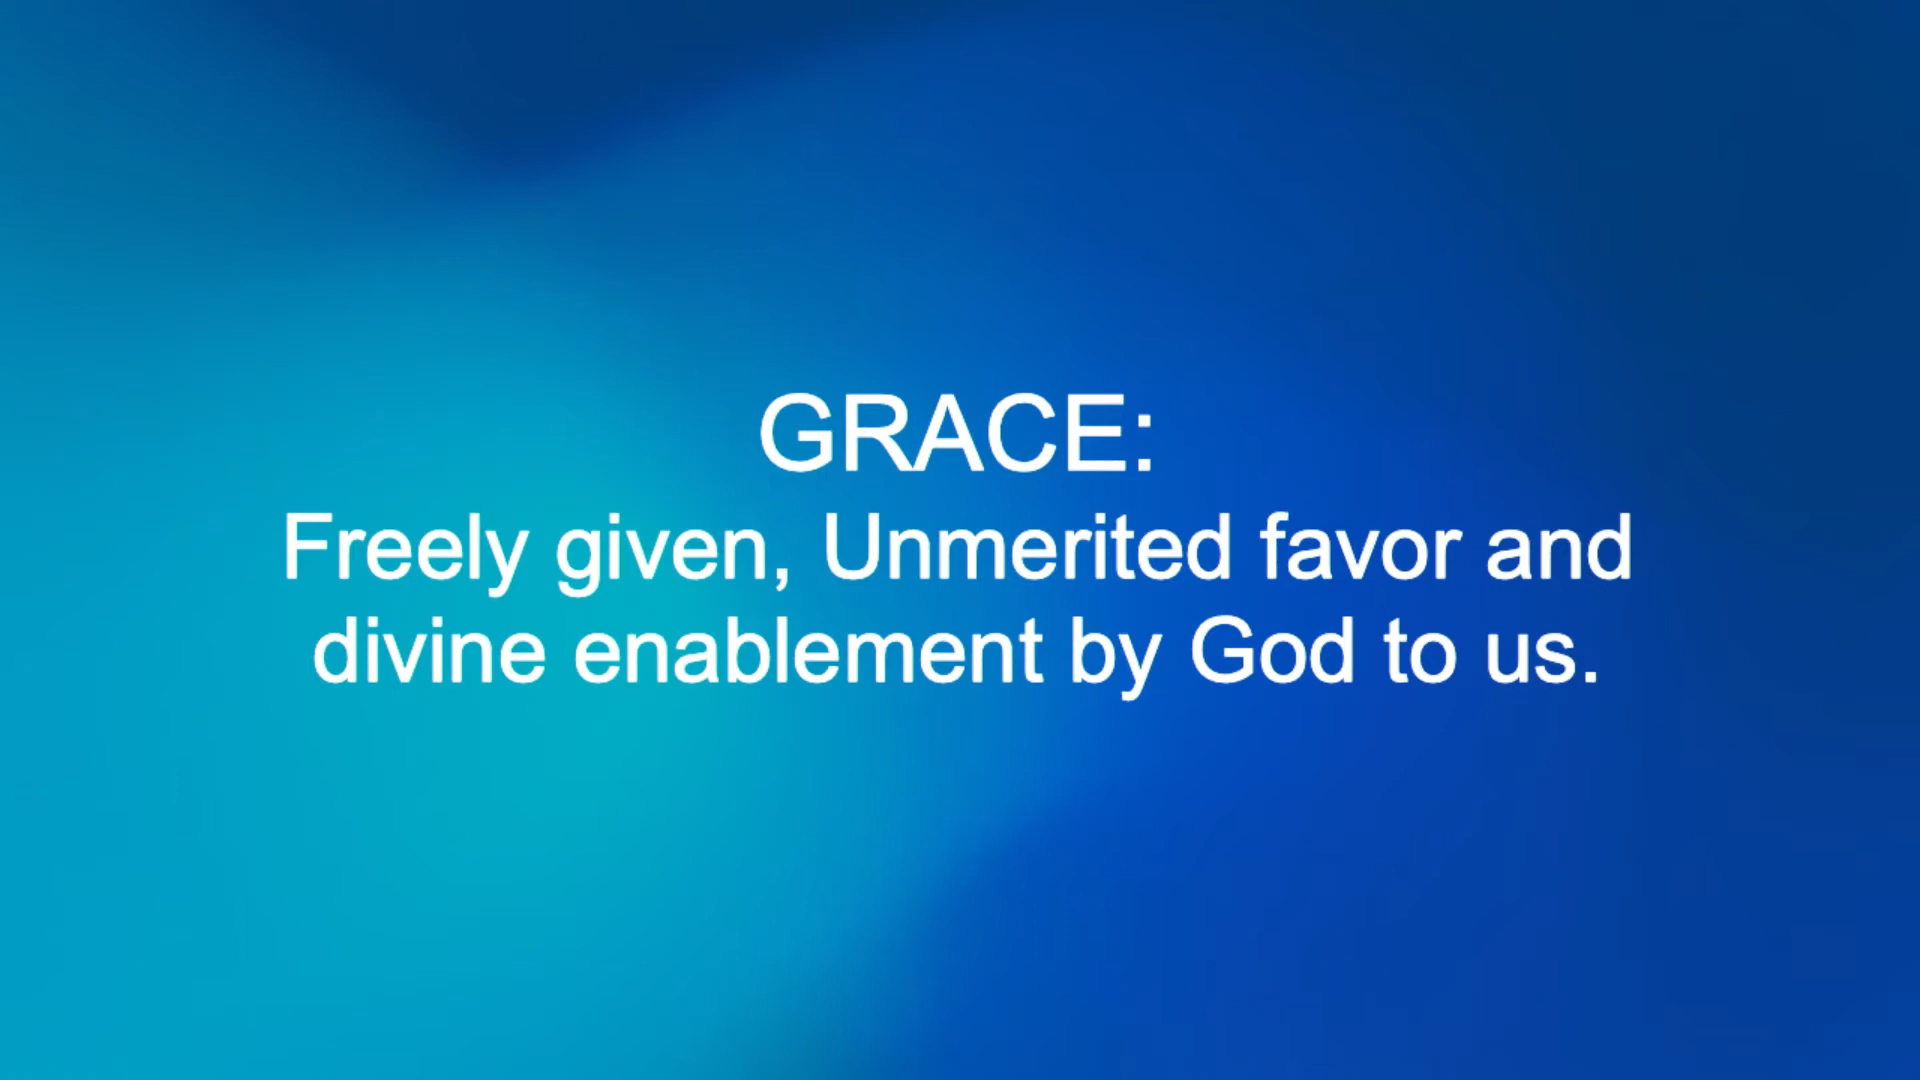 GRACE:
Freely given, Unmerited favor and
divine enablement by God to us.